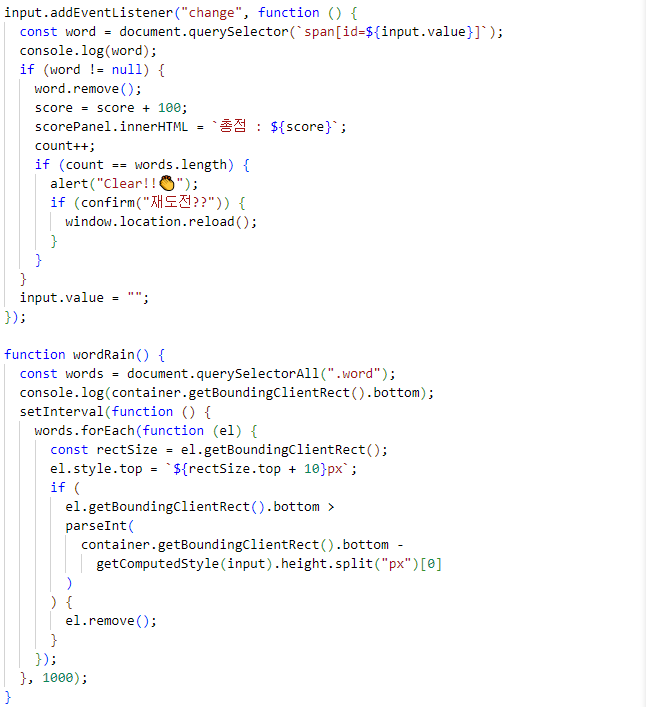 input.addEventListener("change", function () {
  const word = document.querySelector(`span[id=${input.value}]`);
  console.log(word);
  if (word != null) {
    word.remove();
    score = score + 100;
    scorePanel.innerHTML = `총점 : ${score}`;
    count++;
    if (count == words.length) {
      alert("Clear!!👏");
      if (confirm("재도전??")) {
        window.location.reload();
      }
    }
  }
  input.value = "";
});

function wordRain() {
  const words = document.querySelectorAll(".word");
  console.log(container.getBoundingClientRect().bottom);
  setInterval(function () {
    words.forEach(function (el) {
      const rectSize = el.getBoundingClientRect();
      el.style.top = `${rectSize.top + 10}px`;
      if (
        el.getBoundingClientRect().bottom >
        parseInt(
          container.getBoundingClientRect().bottom -
            getComputedStyle(input).height.split("px")[0]
        )
      ) {
        el.remove();
      }
    });
  }, 1000);
}